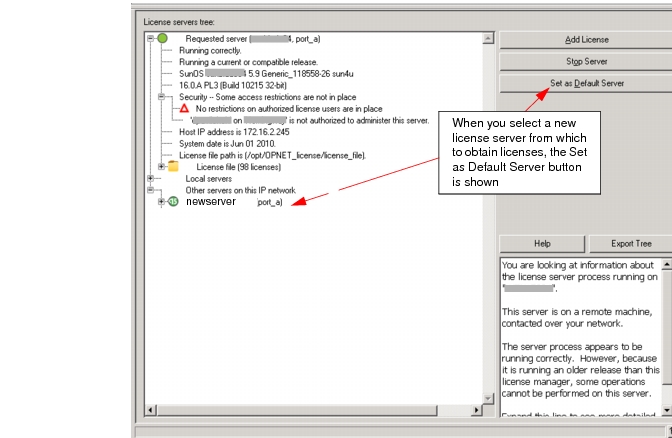 License servers tree:
Requested server ( 4, port_a)
Running correctly.
Running a current or compatible release.
SunOS 5.9 Generic_118558-26 sun4u
16.0.A PL3 (Build 10215 32-bit)
Security -- Some access restrictions are not in place
No restrictions on authorized license users are in place
' on ' is not authorized to administer this server.
Host IP address is 172.16.2.245
System date is Jun 01 2010.
License file path is (/opt/OPNET_license/license_file).
License file (98 licenses)
Local servers
Other servers on this IP network
newserver port_a)
Add License
Stop Server
Set as Default Server
When you select a new
license server from which
to obtain licenses, the Set
as Default Server button
is shown
Help
Export Tree
You are looking at information about
the license server process running on
" ".
This server is on a remote machine,
contacted over your network.
The server process appears to be
running correctly. However, because
it is running an older release than this
license manager, some operations
cannot be performed on this server.
Expand this line to see more detailed